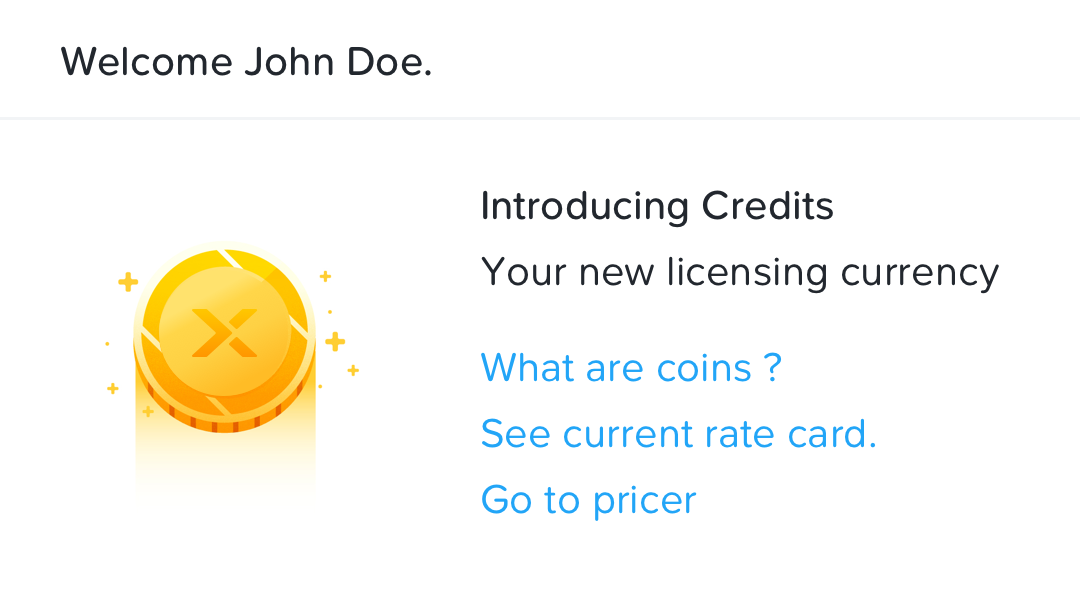 Welcome John Doe.
Introducing Credits
Your new licensing currency
What are coins ?
See current rate card.
Go to pricer